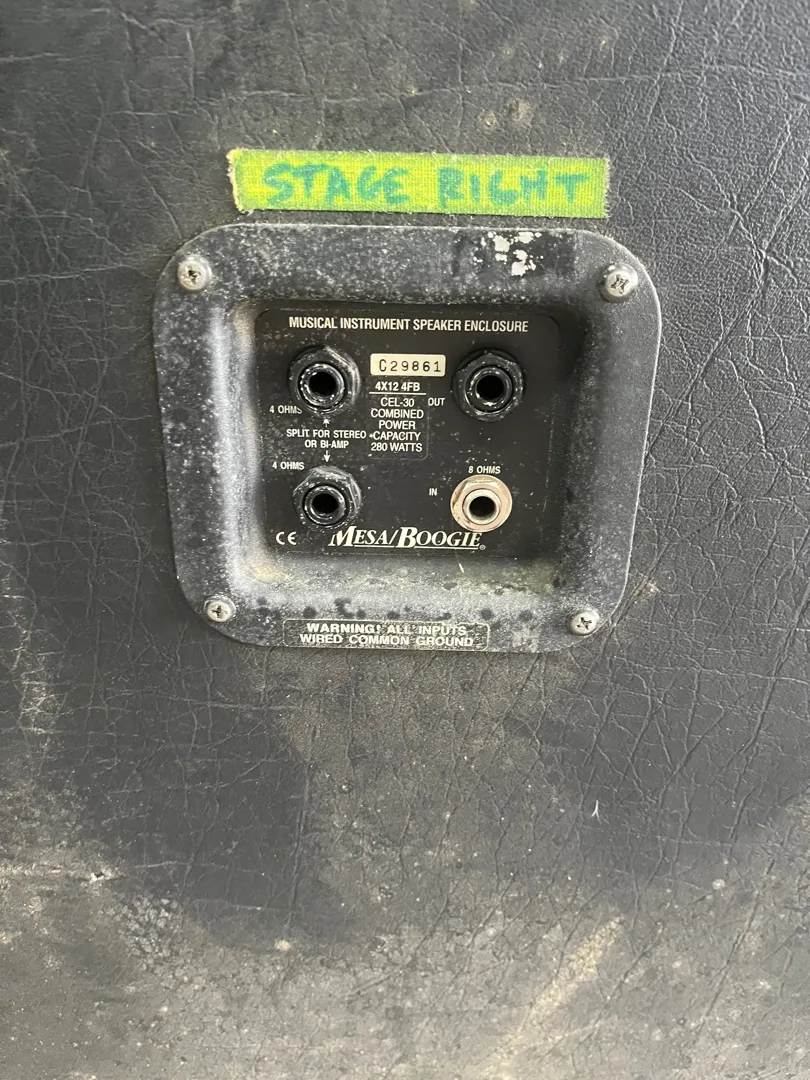 STAGE RIGHT
MUSICAL INSTRUMENT SPEAKER ENCLOSURE
C29861
4X12 4FB
4 OHMS
CEL-30
COMBINED
POWER
CAPACITY
280 WATTS
OUT
SPLIT FOR STEREO
OR BI-AMP
4 OHMS
8 OHMS
IN
CE
MESA/BOOGIE®
WARNING! ALL INPUTS
WIRED COMMON GROUND